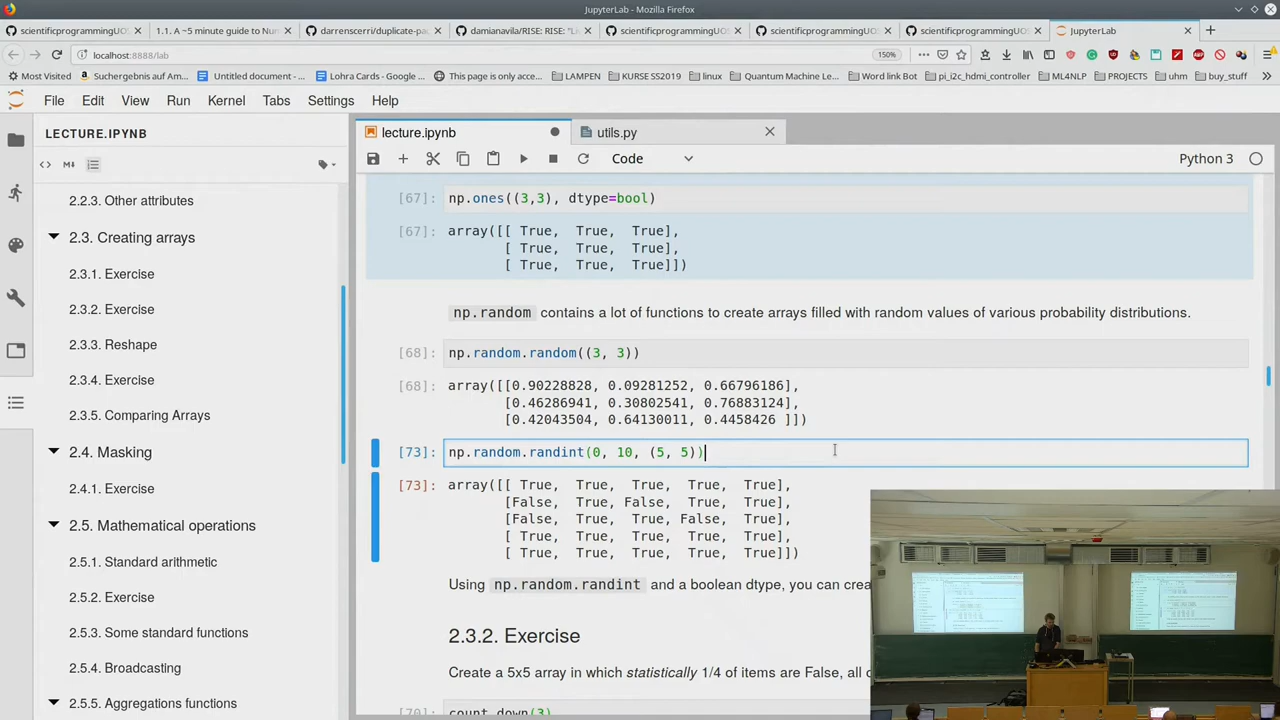 JupyterLab - Mozilla Firefox
scientificprogrammingUOS
1.1. A ~5 minute guide to Nu
darrenscerri/duplicate-pa
damianavila/RISE: RISE: "Li
scientificprogrammingUOS
scientificprogrammingUOS
scientificprogrammingUOS
JupyterLab
localhost:8888/lab
150%
Most Visited
Suchergebnis auf Am...
Untitled document - ...
Lohra Cards - Google ...
This page is only acce...
LAMPEN
KURSE SS2019
linux
Quantum Machine Le...
Word link Bot
pi_i2c_hdmi_controller
ML4NLP
PROJECTS
uhm
buy_stuff
File Edit View Run Kernel Tabs Settings Help
LECTURE.IPYNB
lecture.ipynb
utils.py
Code
Python 3
2.2.3. Other attributes
2.3. Creating arrays
2.3.1. Exercise
2.3.2. Exercise
2.3.3. Reshape
2.3.4. Exercise
2.3.5. Comparing Arrays
2.4. Masking
2.4.1. Exercise
2.5. Mathematical operations
2.5.1. Standard arithmetic
2.5.2. Exercise
2.5.3. Some standard functions
2.5.4. Broadcasting
2.5.5. Aggregations functions
[67]: np.ones((3,3), dtype=bool)
[67]: array([[ True, True, True],
[ True, True, True],
[ True, True, True]])
np.random contains a lot of functions to create arrays filled with random values of various probability distributions.
[68]: np.random.random((3, 3))
[68]: array([[0.90228828, 0.09281252, 0.66796186],
[0.46286941, 0.30802541, 0.76883124],
[0.42043504, 0.64130011, 0.4458426 ]])
[73]: np.random.randint(0, 10, (5, 5))
[73]: array([[ True, True, True, True, True],
[False, True, False, True, True],
[False, True, True, False, True],
[ True, True, True, True, True],
[ True, True, True, True, True]])
Using np.random.randint and a boolean dtype, you can crea
2.3.2. Exercise
Create a 5x5 array in which statistically 1/4 of items are False, all
[70]: count_down(3)